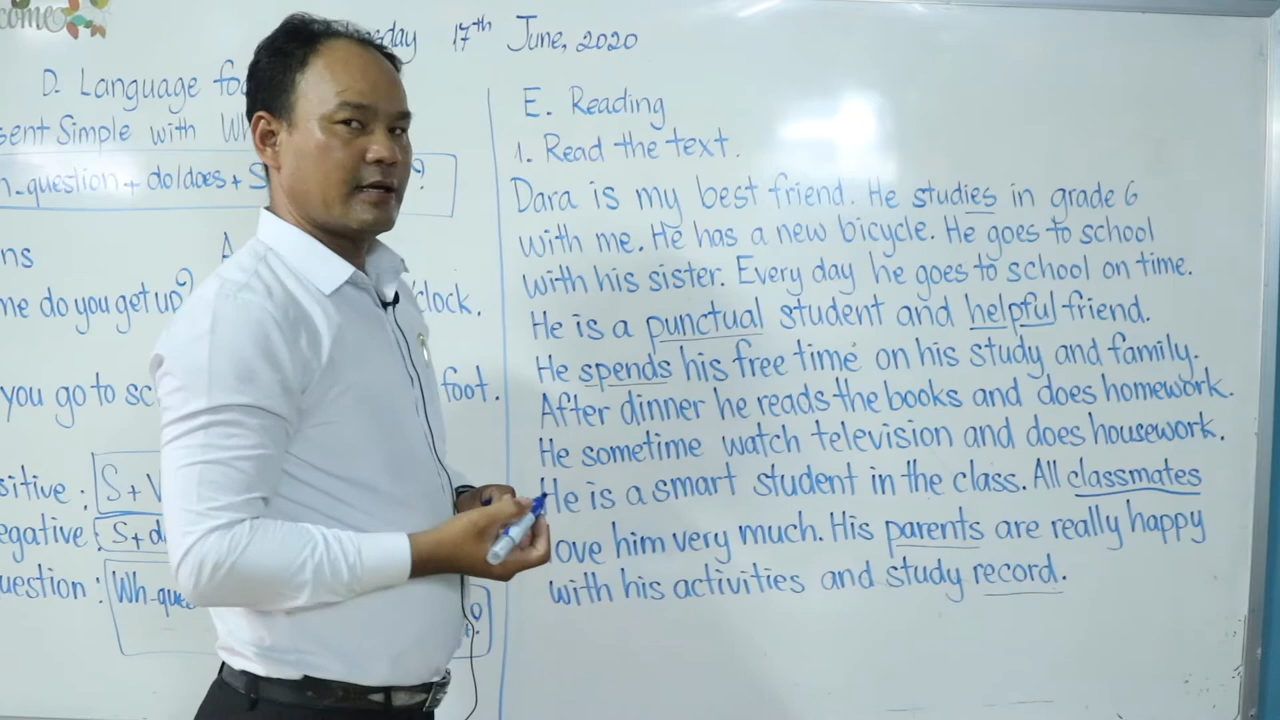 come
day 17th June, 2020
D. Language
sent Simple with
question + do/does + S ?
ns A
me do you get up? clock.
you go to foot.
sitive : S + V
egative : S + d
uestion : Wh-
E. Reading
1. Read the text.
Dara is my best friend. He studies in grade 6
with me. He has a new bicycle. He goes to school
with his sister. Every day he goes to school on time.
He is a punctual student and helpful friend.
He spends his free time on his study and family.
After dinner he reads the books and does homework.
He sometime watch television and does housework.
He is a smart student in the class. All classmates
ove him very much. His parents are really happy
with his activities and study record.